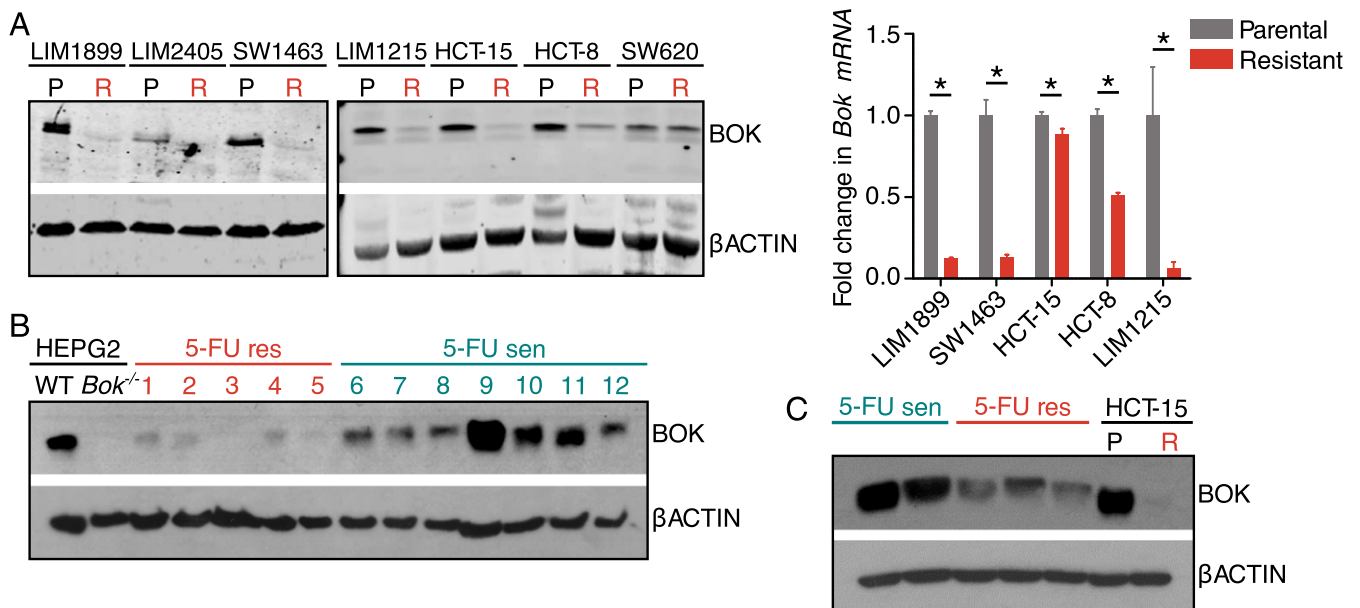 A
LIM1899 LIM2405 SW1463 LIM1215 HCT-15 HCT-8 SW620
P R P R P R P R P R P R P R
BOK
βACTIN
1.5
1.0
0.5
0.0
Fold change in Bok mRNA
Parental
Resistant
* * * * *
LIM1899 SW1463 HCT-15 HCT-8 LIM1215
B
HEPG2 5-FU res 5-FU sen
WT Bok-/- 1 2 3 4 5 6 7 8 9 10 11 12
BOK
βACTIN
C
5-FU sen 5-FU res HCT-15
P R
BOK
βACTIN